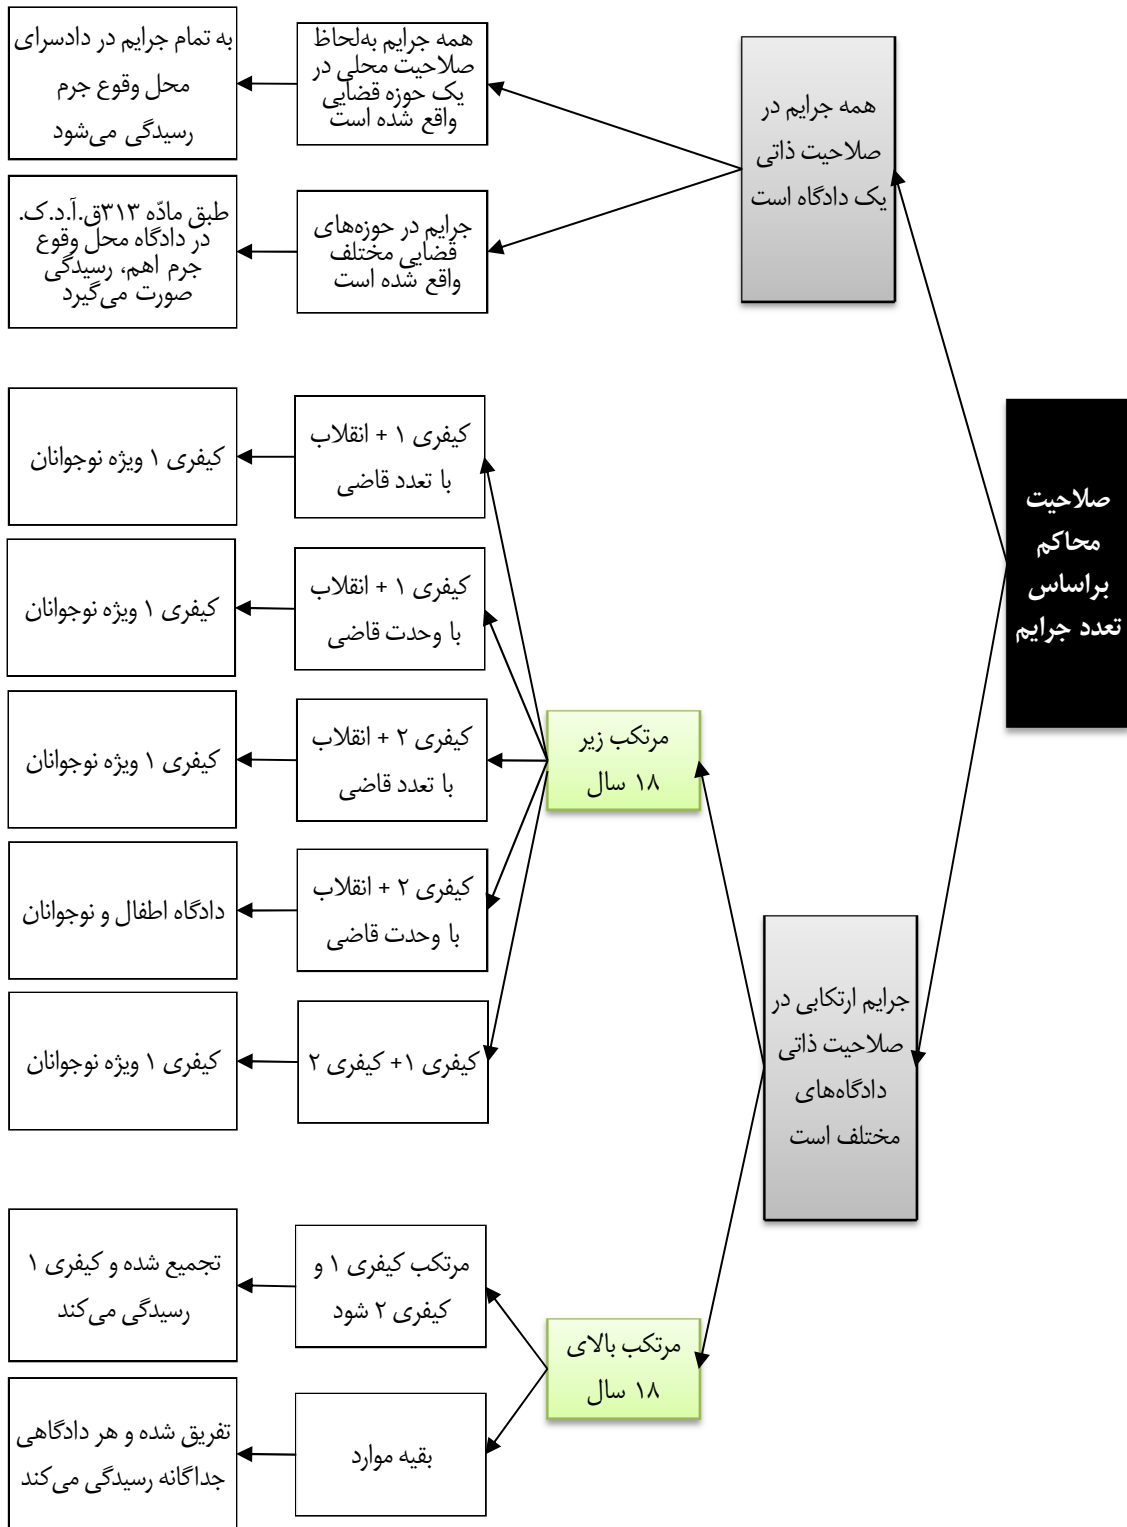 صلاحیت
محاکم
براساس
تعدد جرایم
همه جرایم در
صلاحیت ذاتی
یک دادگاه است
همه جرایم به‌لحاظ
صلاحیت محلی در
یک حوزه قضایی
واقع شده است
به تمام جرایم در دادسرای
محل وقوع جرم
رسیدگی می‌شود
جرایم در حوزه‌های
قضایی مختلف
واقع شده است
طبق مادّه ۳۱۳ق.آ.د.ک.
در دادگاه محل وقوع
جرم اهم، رسیدگی
صورت می‌گیرد
جرایم ارتکابی در
صلاحیت ذاتی
دادگاه‌های
مختلف است
مرتکب زیر
۱۸ سال
کیفری ۱ + انقلاب
با تعدد قاضی
کیفری ۱ ویژه نوجوانان
کیفری ۱ + انقلاب
با وحدت قاضی
کیفری ۱ ویژه نوجوانان
کیفری ۲ + انقلاب
با تعدد قاضی
کیفری ۱ ویژه نوجوانان
کیفری ۲ + انقلاب
با وحدت قاضی
دادگاه اطفال و نوجوانان
کیفری ۱+ کیفری ۲
کیفری ۱ ویژه نوجوانان
مرتکب بالای
۱۸ سال
مرتکب کیفری ۱ و
کیفری ۲ شود
تجمیع شده و کیفری ۱
رسیدگی می‌کند
بقیه موارد
تفریق شده و هر دادگاهی
جداگانه رسیدگی می‌کند